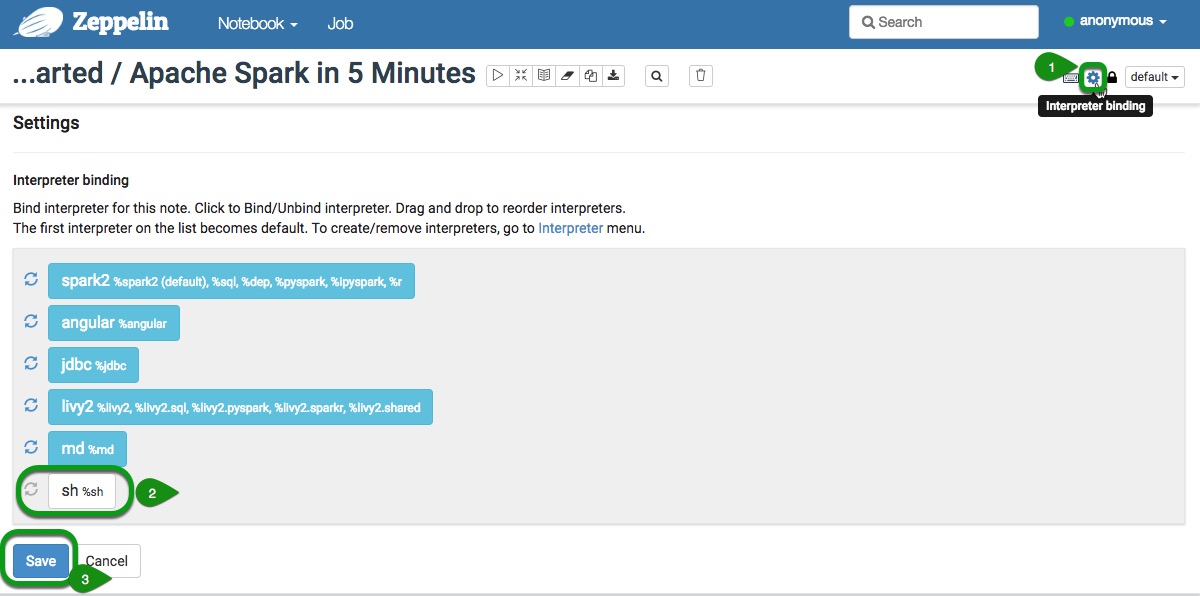 Zeppelin Notebook Job Search anonymous
...arted / Apache Spark in 5 Minutes 1 default
Interpreter binding
Settings
Interpreter binding
Bind interpreter for this note. Click to Bind/Unbind interpreter. Drag and drop to reorder interpreters.
The first interpreter on the list becomes default. To create/remove interpreters, go to Interpreter menu.
spark2 %spark2 (default), %sql, %dep, %pyspark, %ipyspark, %r
angular %angular
jdbc %jdbc
livy2 %livy2, %livy2.sql, %livy2.pyspark, %livy2.sparkr, %livy2.shared
md %md
sh %sh 2
Save Cancel
3